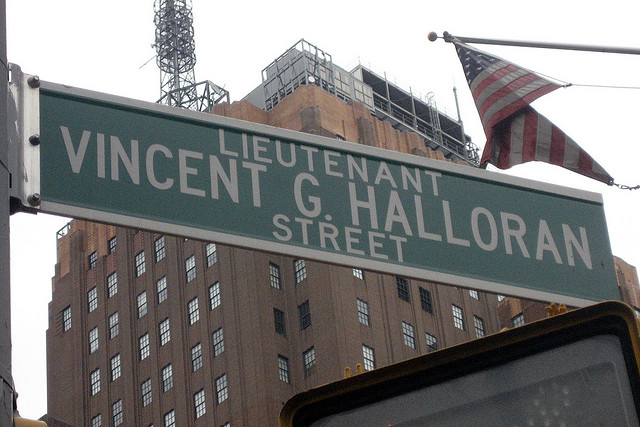 LIEUTENANT
VINCENT G. HALLORAN
STREET